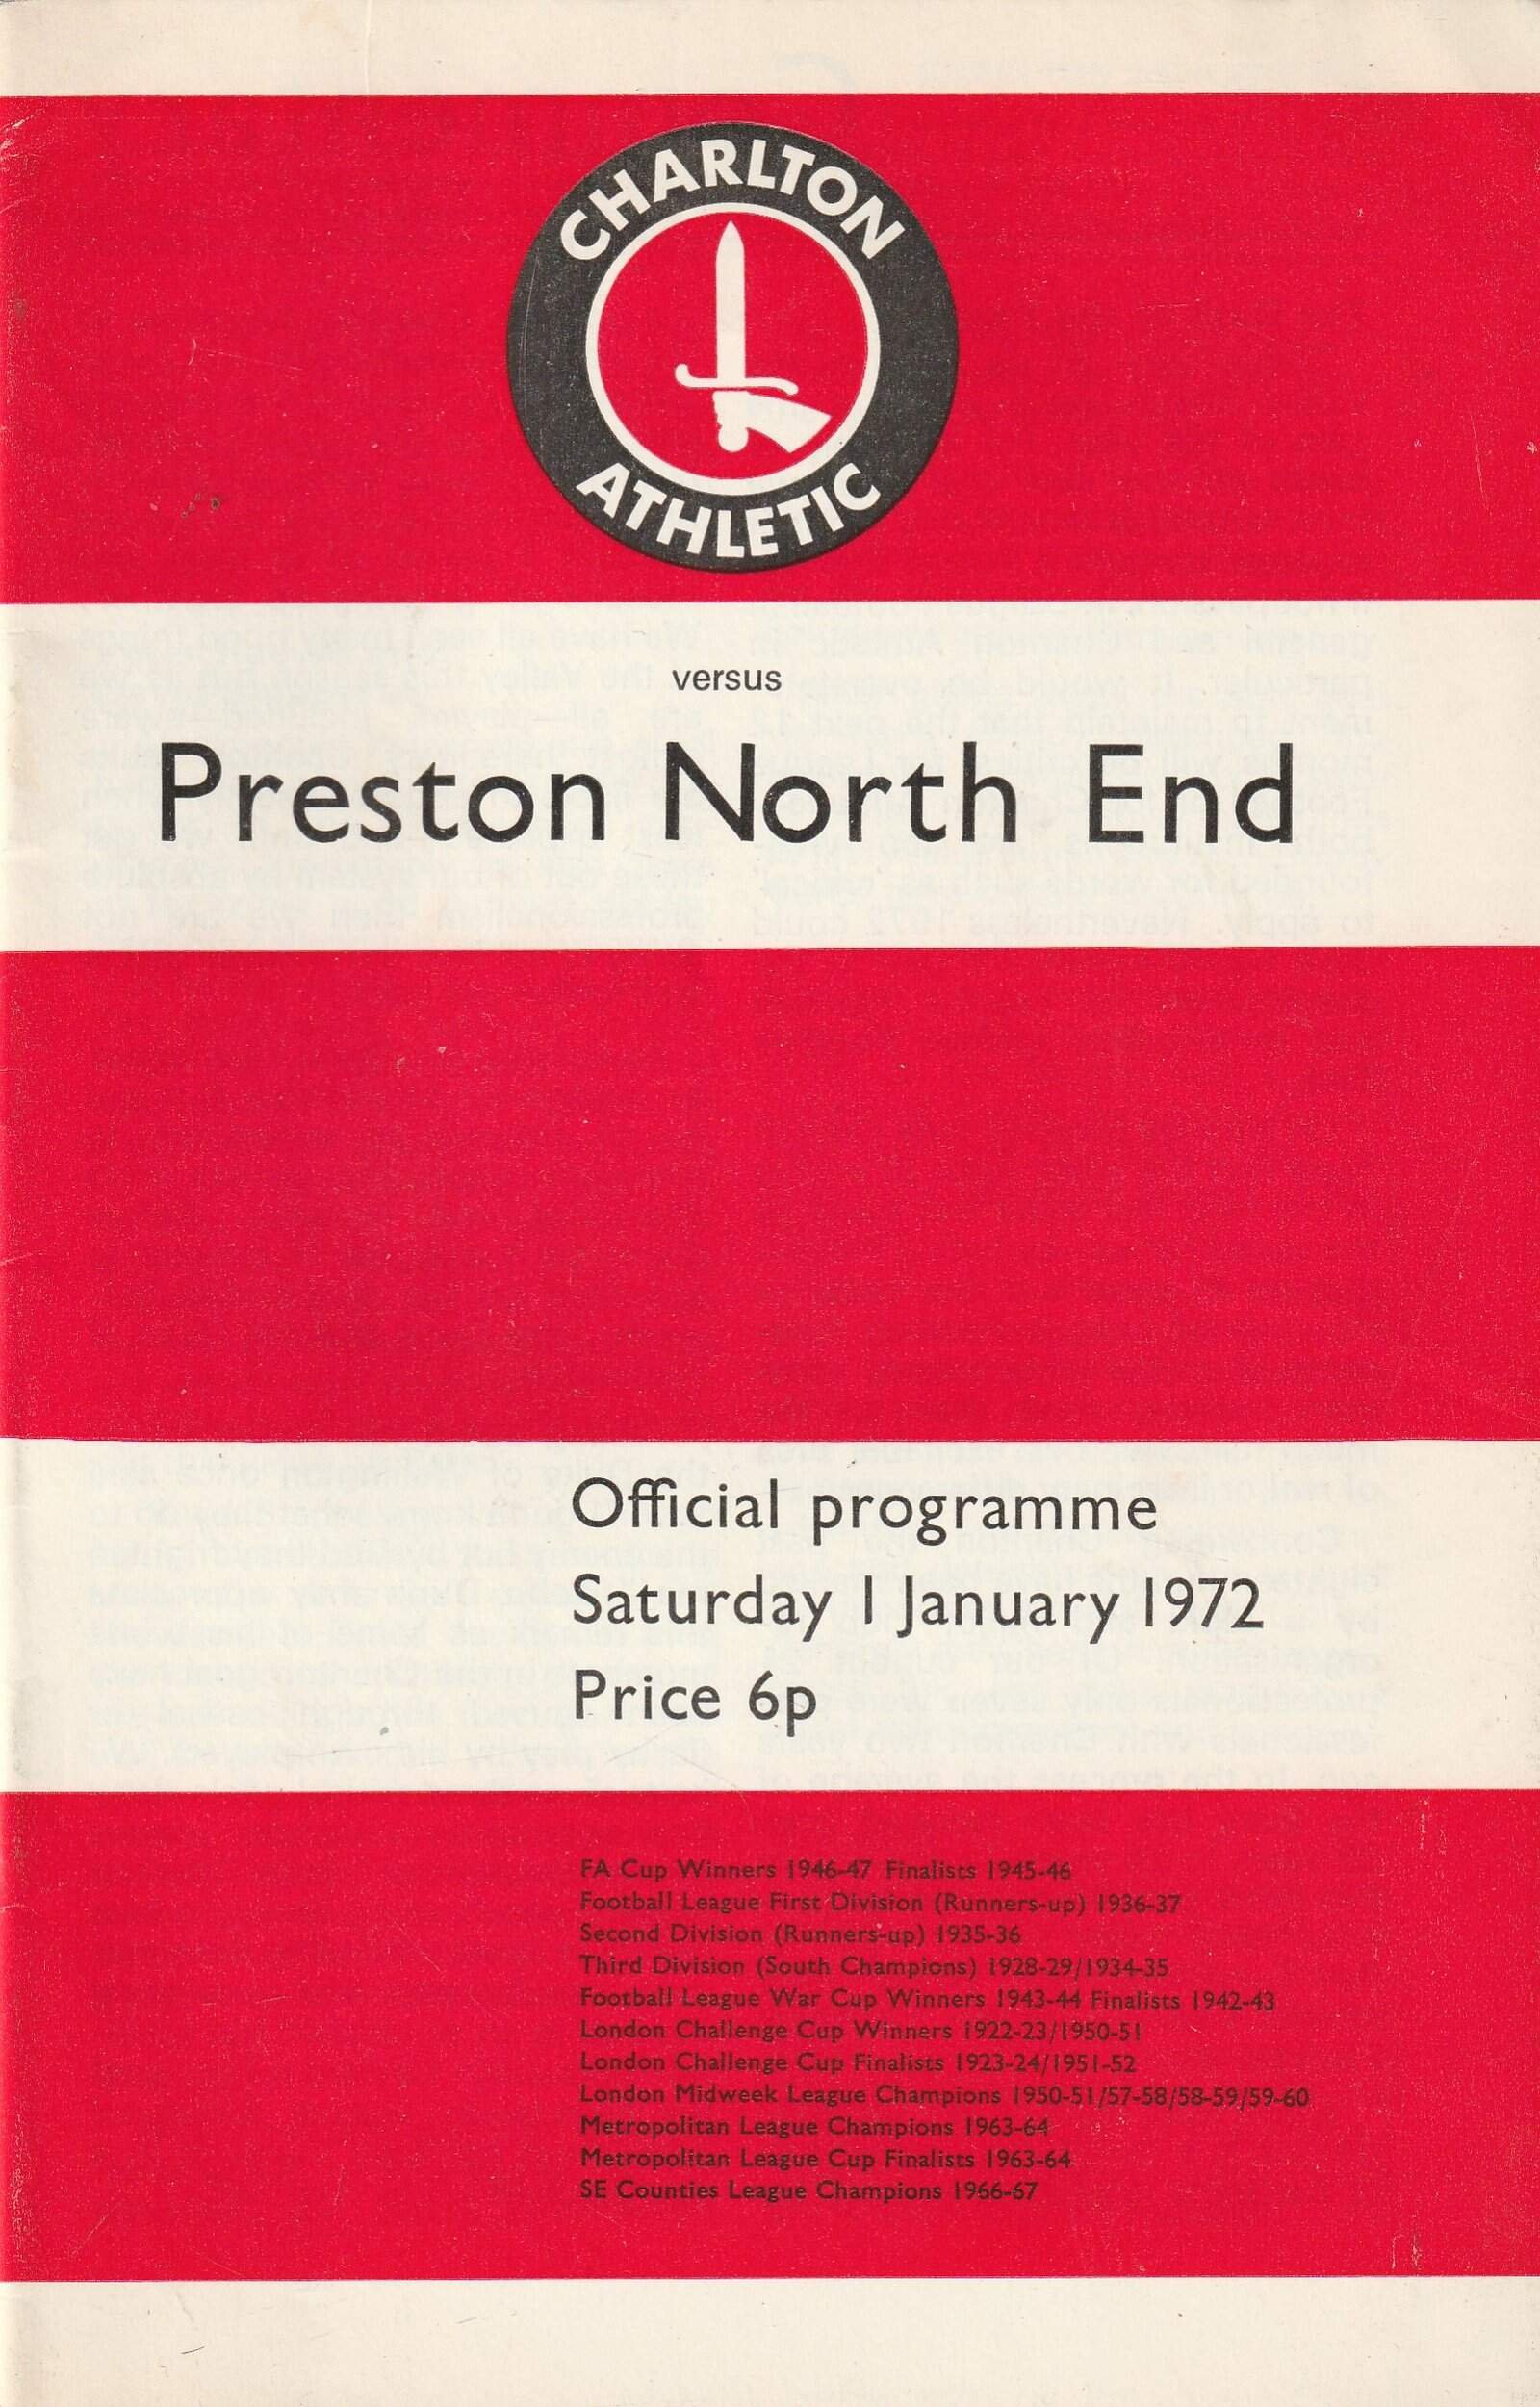 CHARLTON
ATHLETIC
versus
Preston North End
Official programme
Saturday 1 January 1972
Price 6p
FA Cup Winners 1946-47 Finalists 1945-46
Football League First Division (Runners-up) 1936-37
Second Division (Runners-up) 1935-36
Third Division (South Champions) 1928-29/1934-35
Football League War Cup Winners 1943-44 Finalists 1942-43
London Challenge Cup Winners 1922-23/1950-51
London Challenge Cup Finalists 1923-24/1951-52
London Midweek League Champions 1950-51/57-58/58-59/59-60
Metropolitan League Champions 1963-64
Metropolitan League Cup Finalists 1963-64
SE Counties League Champions 1966-67